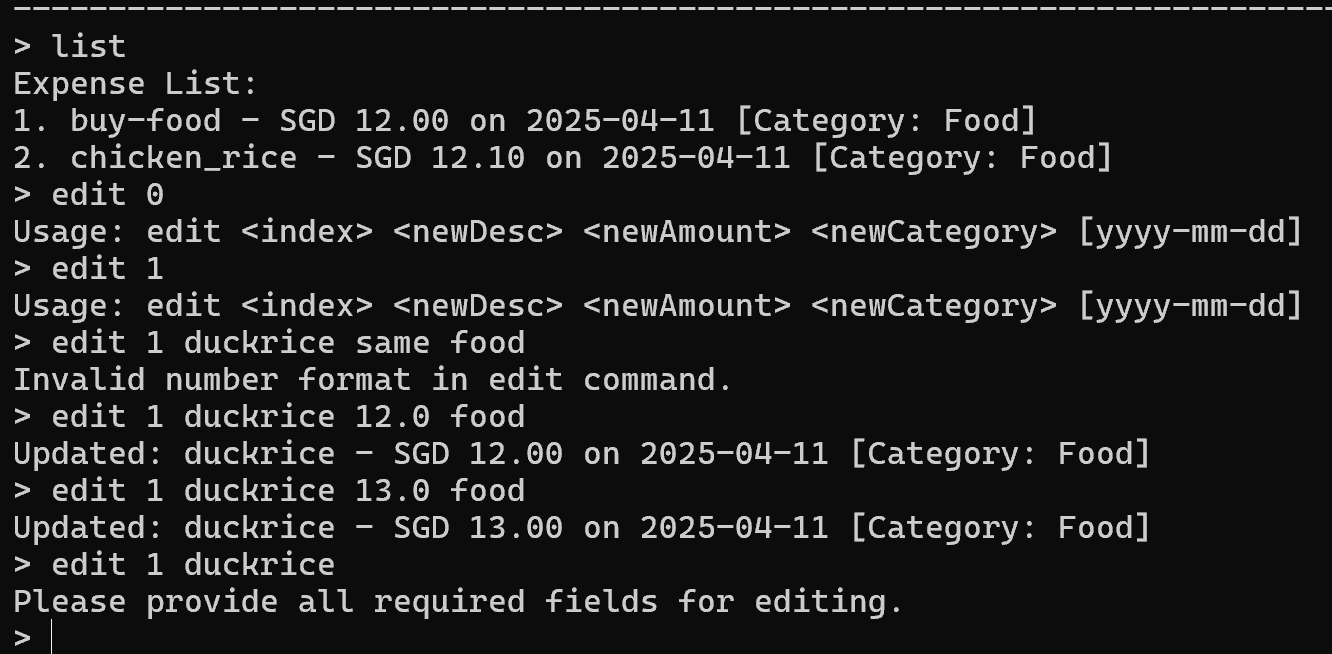 > list
Expense List:
1. buy-food - SGD 12.00 on 2025-04-11 [Category: Food]
2. chicken_rice - SGD 12.10 on 2025-04-11 [Category: Food]
> edit 0
Usage: edit <index> <newDesc> <newAmount> <newCategory> [yyyy-mm-dd]
> edit 1
Usage: edit <index> <newDesc> <newAmount> <newCategory> [yyyy-mm-dd]
> edit 1 duckrice same food
Invalid number format in edit command.
> edit 1 duckrice 12.0 food
Updated: duckrice - SGD 12.00 on 2025-04-11 [Category: Food]
> edit 1 duckrice 13.0 food
Updated: duckrice - SGD 13.00 on 2025-04-11 [Category: Food]
> edit 1 duckrice
Please provide all required fields for editing.
>